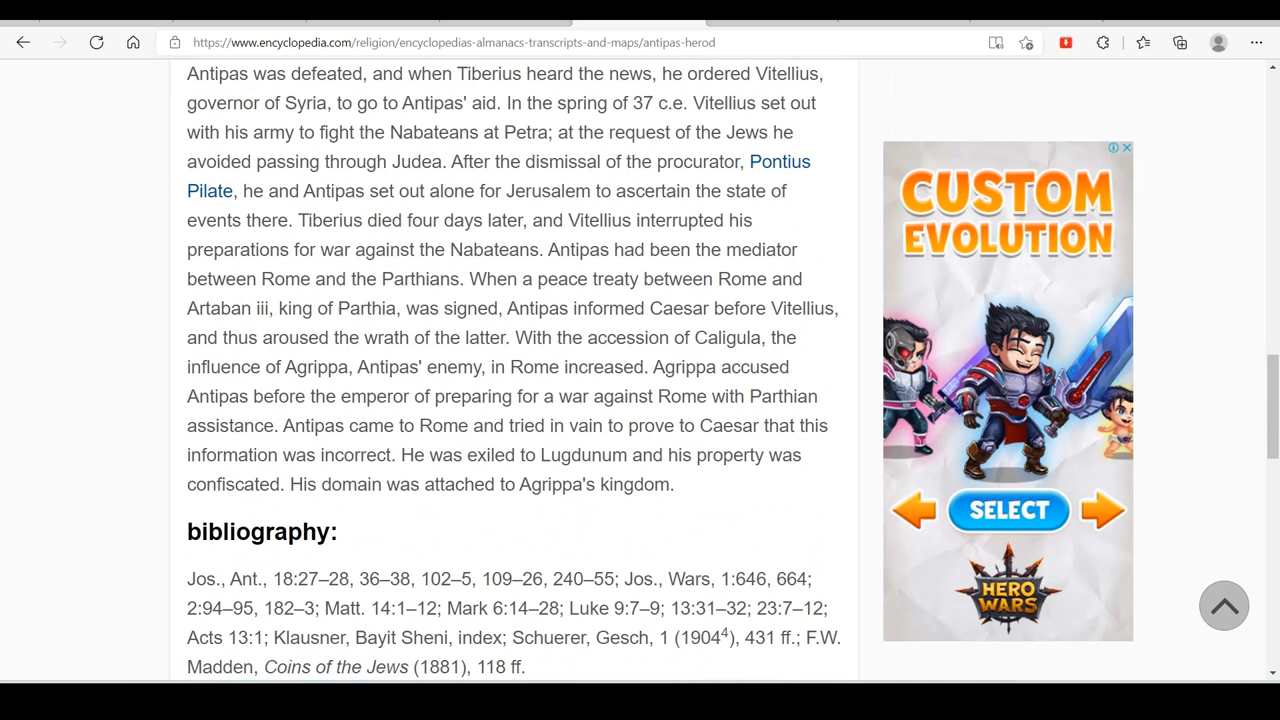 https://www.encyclopedia.com/religion/encyclopedias-almanacs-transcripts-and-maps/antipas-herod
Antipas was defeated, and when Tiberius heard the news, he ordered Vitellius,
governor of Syria, to go to Antipas' aid. In the spring of 37 c.e. Vitellius set out
with his army to fight the Nabateans at Petra; at the request of the Jews he
avoided passing through Judea. After the dismissal of the procurator, Pontius
Pilate, he and Antipas set out alone for Jerusalem to ascertain the state of
events there. Tiberius died four days later, and Vitellius interrupted his
preparations for war against the Nabateans. Antipas had been the mediator
between Rome and the Parthians. When a peace treaty between Rome and
Artaban iii, king of Parthia, was signed, Antipas informed Caesar before Vitellius,
and thus aroused the wrath of the latter. With the accession of Caligula, the
influence of Agrippa, Antipas' enemy, in Rome increased. Agrippa accused
Antipas before the emperor of preparing for a war against Rome with Parthian
assistance. Antipas came to Rome and tried in vain to prove to Caesar that this
information was incorrect. He was exiled to Lugdunum and his property was
confiscated. His domain was attached to Agrippa's kingdom.
bibliography:
Jos., Ant., 18:27–28, 36–38, 102–5, 109–26, 240–55; Jos., Wars, 1:646, 664;
2:94–95, 182–3; Matt. 14:1–12; Mark 6:14–28; Luke 9:7–9; 13:31–32; 23:7–12;
Acts 13:1; Klausner, Bayit Sheni, index; Schuerer, Gesch, 1 (1904⁴), 431 ff.; F.W.
Madden, Coins of the Jews (1881), 118 ff.
CUSTOM
EVOLUTION
SELECT
HERO
WARS